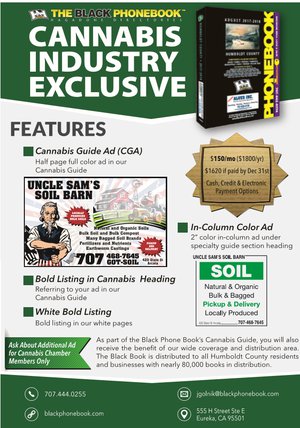 THE BLACK PHONEBOOK
CANNABIS
INDUSTRY
EXCLUSIVE
AUGUST 2017-2018
HUMBOLDT COUNTY
PHONEBOOK
FEATURES
Cannabis Guide Ad (CGA)
Half page full color ad in our
Cannabis Guide
$150/mo ($1800/yr)
$1620 if paid by Dec 31st
Cash, Credit & Electronic
Payment Options
UNCLE SAM'S
SOIL BARN
and Organic Soils
Bulk Soil and Bulk Compost
Many Bagged Soil Brands
Fertilizers and Nutrients
Earthworm Castings
707 468-7645
GOT-SOIL
In-Column Color Ad
2" color in-column ad under
specialty guide section heading
UNCLE SAM'S SOIL BARN
SOIL
Natural & Organic
Bulk & Bagged
Pickup & Delivery
Locally Produced
707-468-7645
Bold Listing in Cannabis Heading
Referring to your ad in our
Cannabis Guide
White Bold Listing
Bold listing in our white pages
Ask About Additional Ad
for Cannabis Chamber
Members Only
As part of the Black Phone Book's Cannabis Guide, you will also
receive the benefit of our wide coverage and distribution area.
The Black Book is distributed to all Humboldt County residents
and businesses with nearly 80,000 books in distribution.
707.444.0255
jgolnik@blackphonebook.com
blackphonebook.com
555 H Street Ste E
Eureka, CA 95501